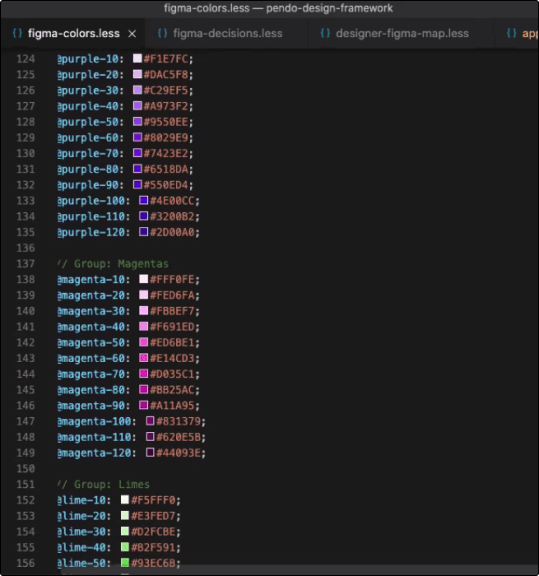 figma-colors.less — pendo-design-framework
{} figma-colors.less × {} figma-decisions.less {} designer-figma-map.less {} app
124 @purple-10: #F1E7FC;
125 @purple-20: #DAC5F8;
126 @purple-30: #C29EF5;
127 @purple-40: #A973F2;
128 @purple-50: #9550EE;
129 @purple-60: #8029E9;
130 @purple-70: #7423E2;
131 @purple-80: #6518DA;
132 @purple-90: #550ED4;
133 @purple-100: #4E00CC;
134 @purple-110: #3200B2;
135 @purple-120: #2D00A0;
136
137 // Group: Magentas
138 @magenta-10: #FFF0FE;
139 @magenta-20: #FED6FA;
140 @magenta-30: #FBBEF7;
141 @magenta-40: #F691ED;
142 @magenta-50: #ED6BE1;
143 @magenta-60: #E14CD3;
144 @magenta-70: #D035C1;
145 @magenta-80: #BB25AC;
146 @magenta-90: #A11A95;
147 @magenta-100: #831379;
148 @magenta-110: #620E5B;
149 @magenta-120: #44093E;
150
151 // Group: Limes
152 @lime-10: #F5FFF0;
153 @lime-20: #E3FED7;
154 @lime-30: #D2FCBE;
155 @lime-40: #B2F591;
156 @lime-50: #93EC6B;